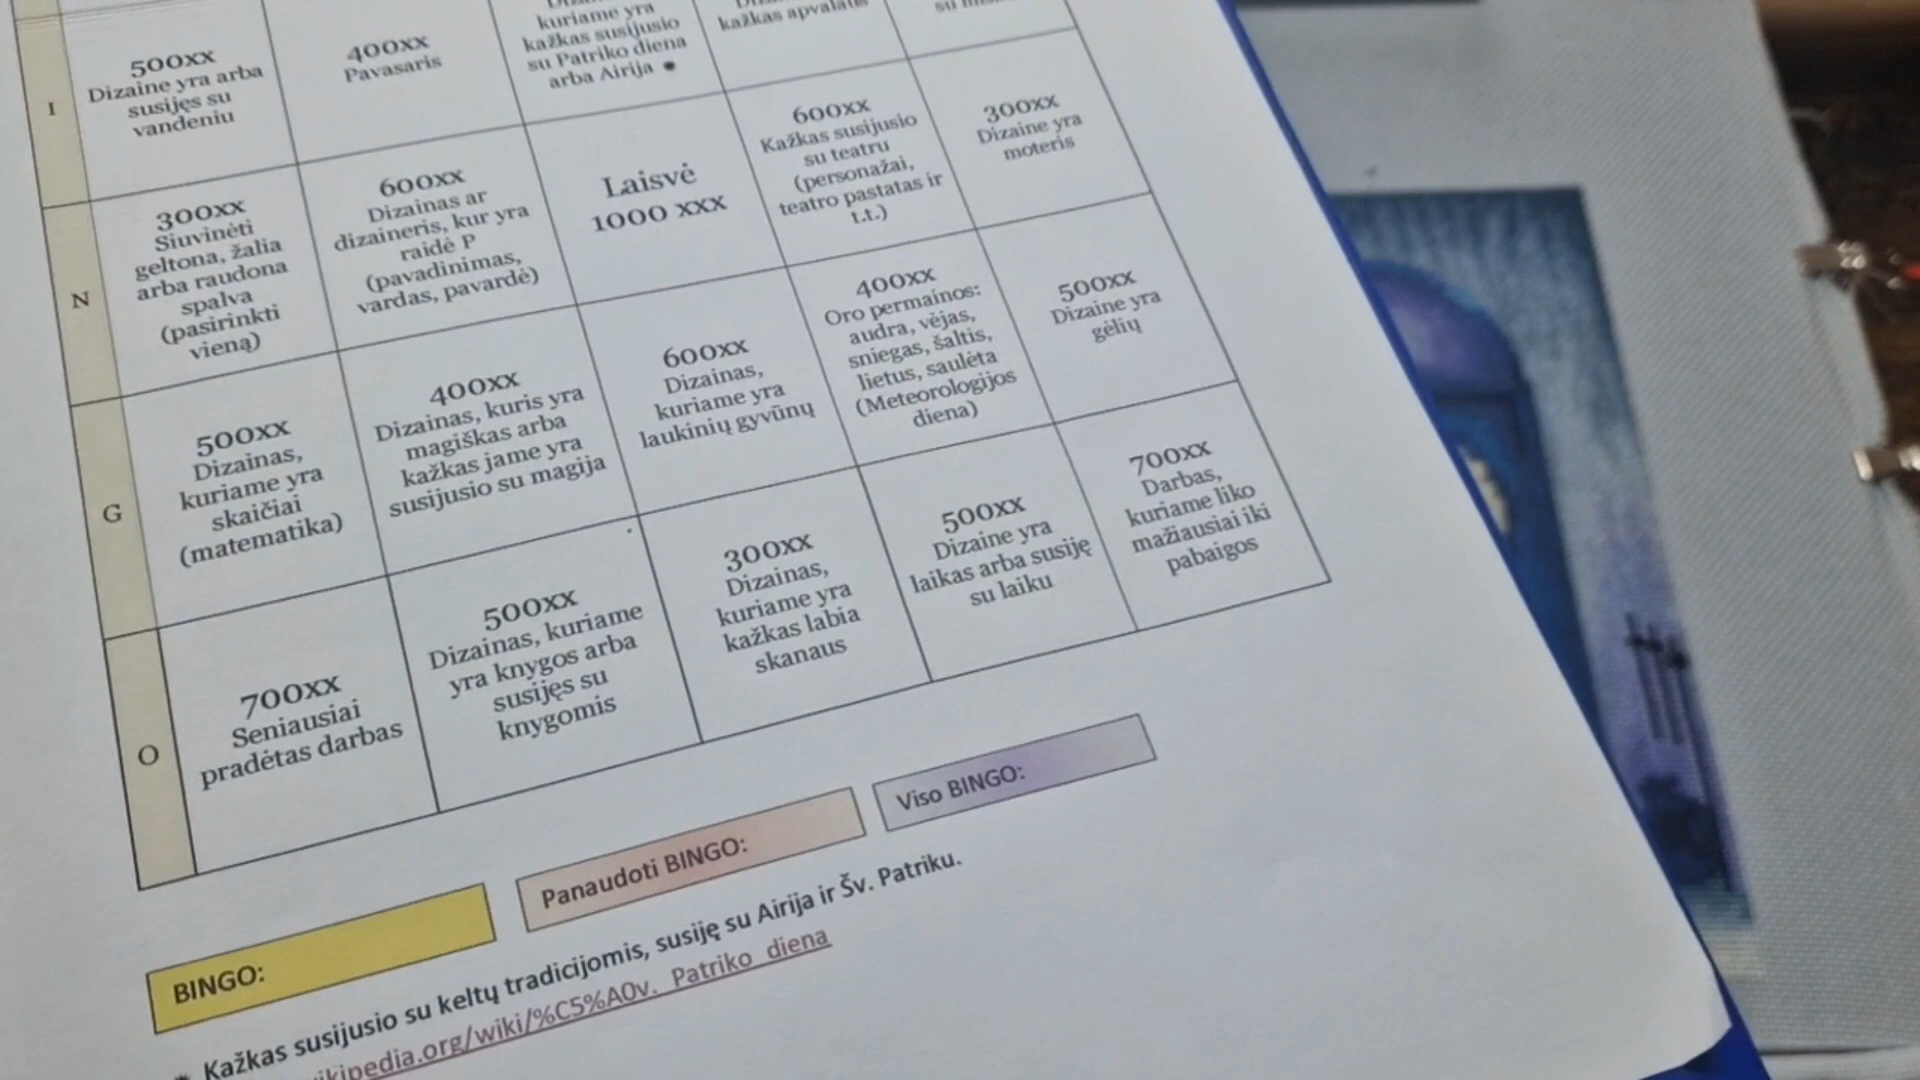 I
500xx
Dizaine yra arba
susijęs su
vandeniu
400xx
Pavasaris
kuriame yra
kažkas susijusio
su Patriko diena
arba Airija
kažkas apvalaus
su
N
300xx
Siuvinėti
geltona, žalia
arba raudona
spalva
(pasirinkti
vieną)
600xx
Dizainas ar
dizaineris, kur yra
raidė P
(pavadinimas,
vardas, pavardė)
Laisvė
1000 xxx
600xx
Kažkas susijusio
su teatru
(personažai,
teatro pastatas ir
t.t.)
300xx
Dizaine yra
moteris
G
500xx
Dizainas,
kuriame yra
skaičiai
(matematika)
400xx
Dizainas, kuris yra
magiškas arba
kažkas jame yra
susijusio su magija
600xx
Dizainas,
kuriame yra
laukinių gyvūnų
400xx
Oro permainos:
audra, vėjas,
sniegas, šaltis,
lietus, saulėta
(Meteorologijos
diena)
500xx
Dizaine yra
gėlių
O
700xx
Seniausiai
pradėtas darbas
500xx
Dizainas, kuriame
yra knygos arba
susijęs su
knygomis
300xx
Dizainas,
kuriame yra
kažkas labia
skanaus
500xx
Dizaine yra
laikas arba susiję
su laiku
700xx
Darbas,
kuriame liko
mažiausiai iki
pabaigos
BINGO:
Panaudoti BINGO:
Viso BINGO:
* Kažkas susijusio su keltų tradicijomis, susiję su Airija ir Šv. Patriku.
ikipedia.org/wiki/%C5%A0v._Patriko_diena